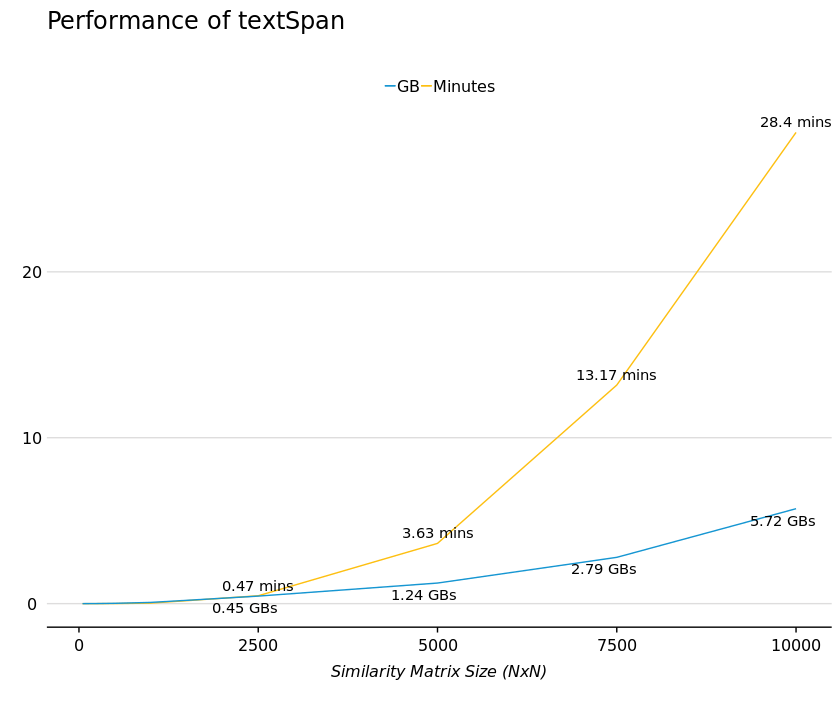 Performance of textSpan
GB Minutes
28.4 mins
20
13.17 mins
10
5.72 GBs
3.63 mins
2.79 GBs
0.47 mins
1.24 GBs
0
0.45 GBs
0 2500 5000 7500 10000
Similarity Matrix Size (NxN)